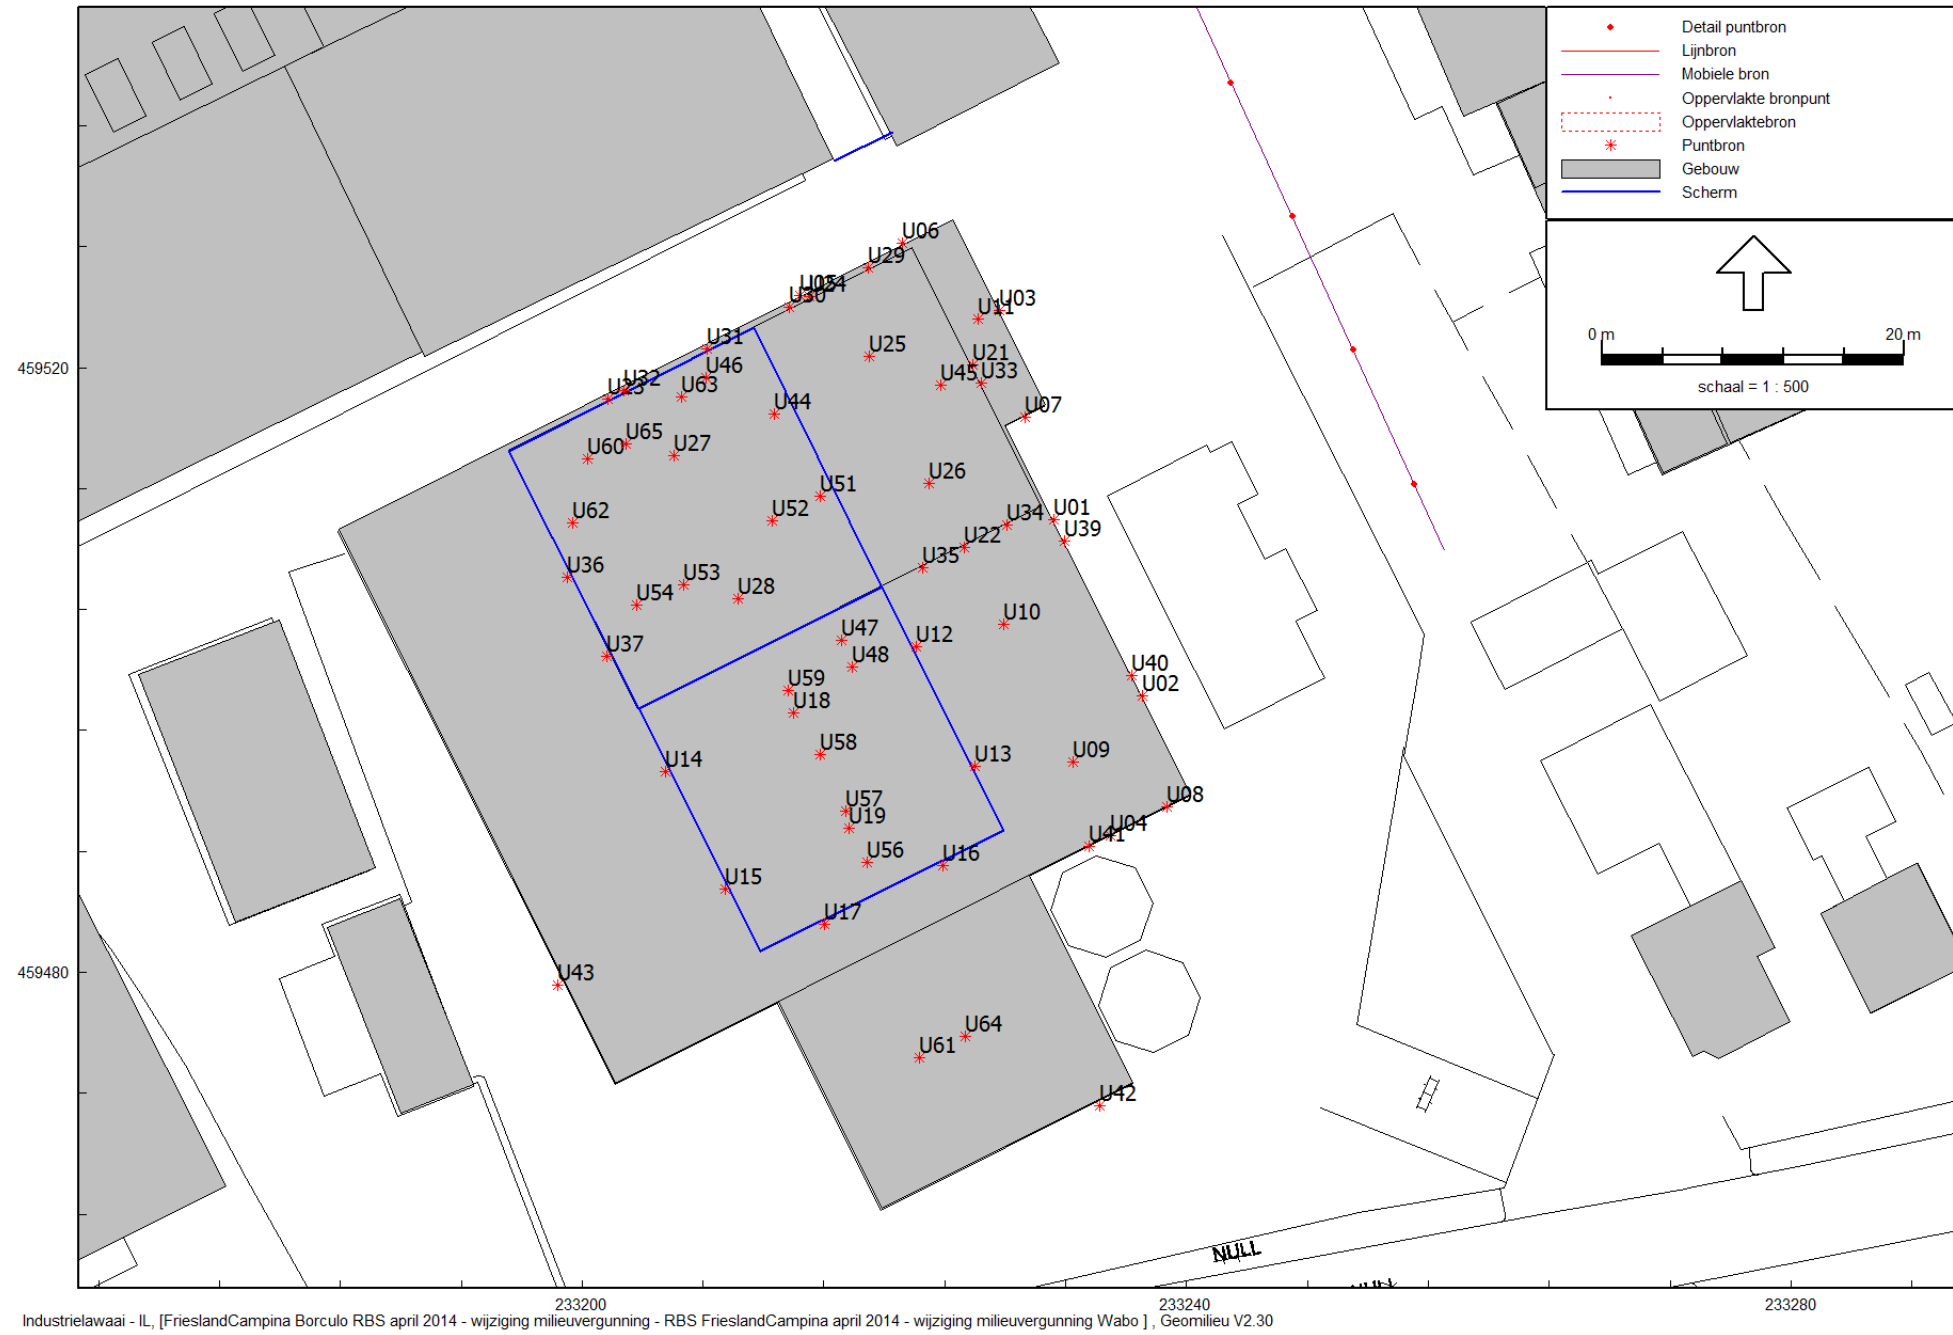 Detail puntbron
Lijnbron
Mobiele bron
Oppervlakte bronpunt
Oppervlaktebron
Puntbron
Gebouw
Scherm
0 m
20 m
schaal = 1 : 500
U06
U29
U05
U24
U30
U03
U11
U31
U25
U21
U46
U45
U33
459520
U23
U32
U63
U44
U07
U60
U65
U27
U51
U26
U62
U52
U34
U01
U22
U39
U36
U35
U54
U53
U28
U37
U47
U12
U10
U48
U59
U18
U40
U02
U14
U58
U13
U09
U57
U19
U08
U41
U04
U15
U56
U16
U17
459480
U43
U64
U61
U42
NULL
233200
233240
233280
Industrielawaai - IL, [FrieslandCampina Borculo RBS april 2014 - wijziging milieuvergunning - RBS FrieslandCampina april 2014 - wijziging milieuvergunning Wabo ] , Geomilieu V2.30